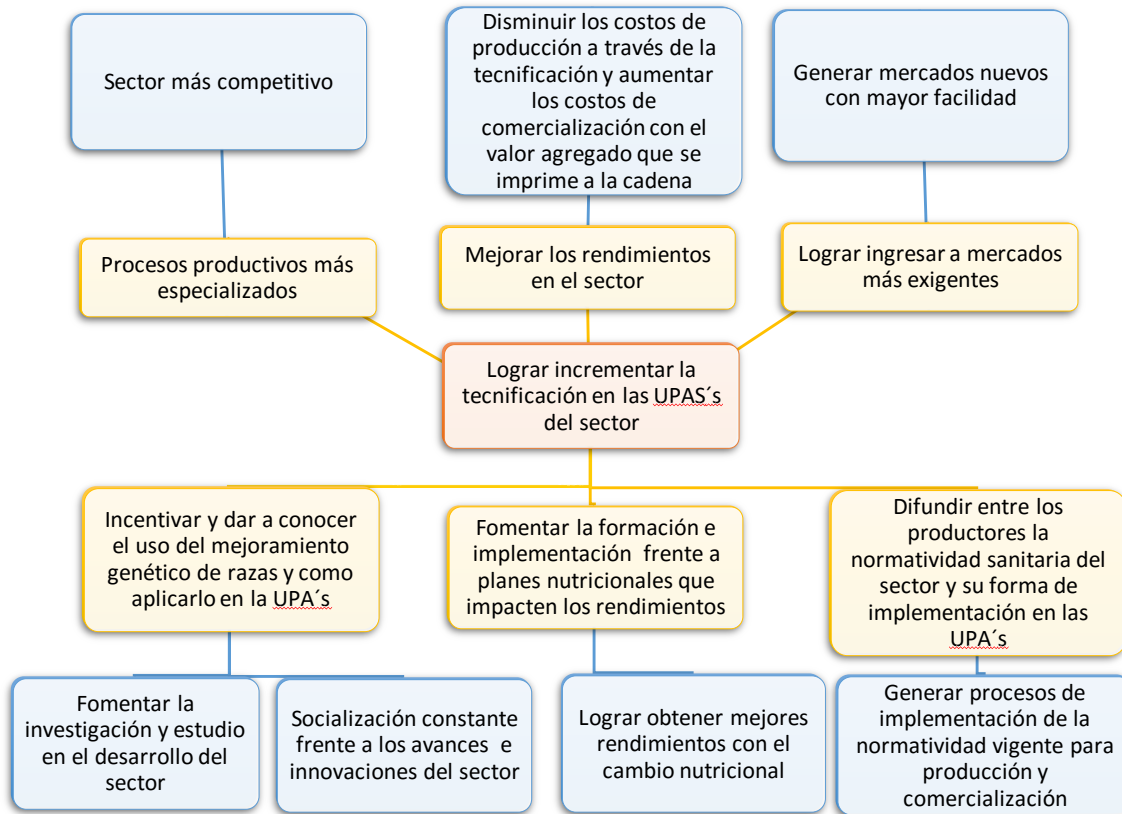 Sector más competitivo
Disminuir los costos de
producción a través de la
tecnificación y aumentar
los costos de
comercialización con el
valor agregado que se
imprime a la cadena
Generar mercados nuevos
con mayor facilidad
Procesos productivos más
especializados
Mejorar los rendimientos
en el sector
Lograr ingresar a mercados
más exigentes
Lograr incrementar la
tecnificación en las UPAS´s
del sector
Incentivar y dar a conocer
el uso del mejoramiento
genético de razas y como
aplicarlo en la UPA´s
Fomentar la formación e
implementación frente a
planes nutricionales que
impacten los rendimientos
Difundir entre los
productores la
normatividad sanitaria del
sector y su forma de
implementación en las
UPA´s
Fomentar la
investigación y estudio
en el desarrollo del
sector
Socialización constante
frente a los avances e
innovaciones del sector
Lograr obtener mejores
rendimientos con el
cambio nutricional
Generar procesos de
implementación de la
normatividad vigente para
producción y
comercialización